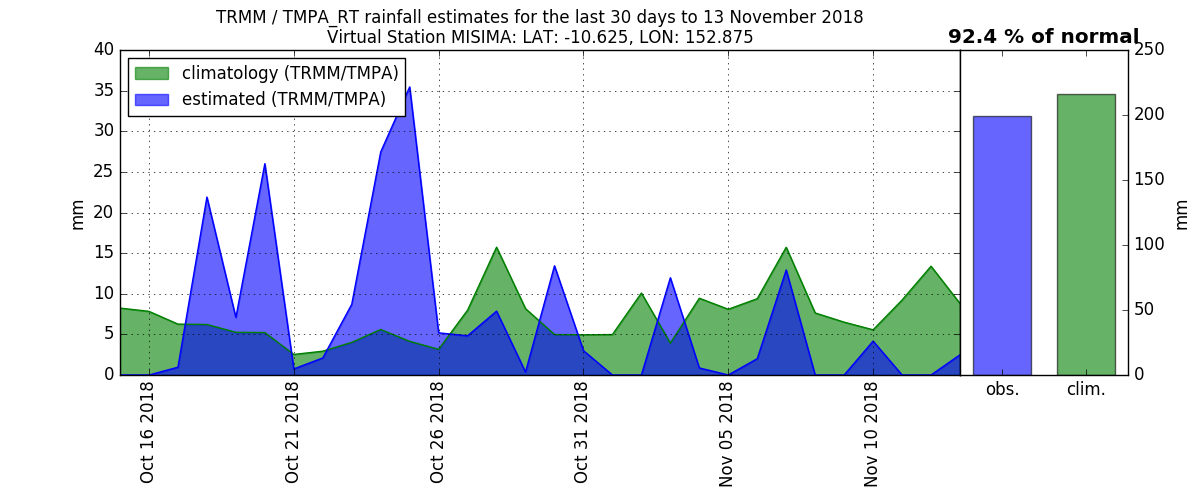 TRMM / TMPA_RT rainfall estimates for the last 30 days to 13 November 2018
Virtual Station MISIMA: LAT: -10.625, LON: 152.875
92.4 % of normal
climatology (TRMM/TMPA)
estimated (TRMM/TMPA)
40
35
30
25
20
15
10
5
0
mm
Oct 16 2018
Oct 21 2018
Oct 26 2018
Oct 31 2018
Nov 05 2018
Nov 10 2018
250
200
150
100
50
0
mm
obs.
clim.